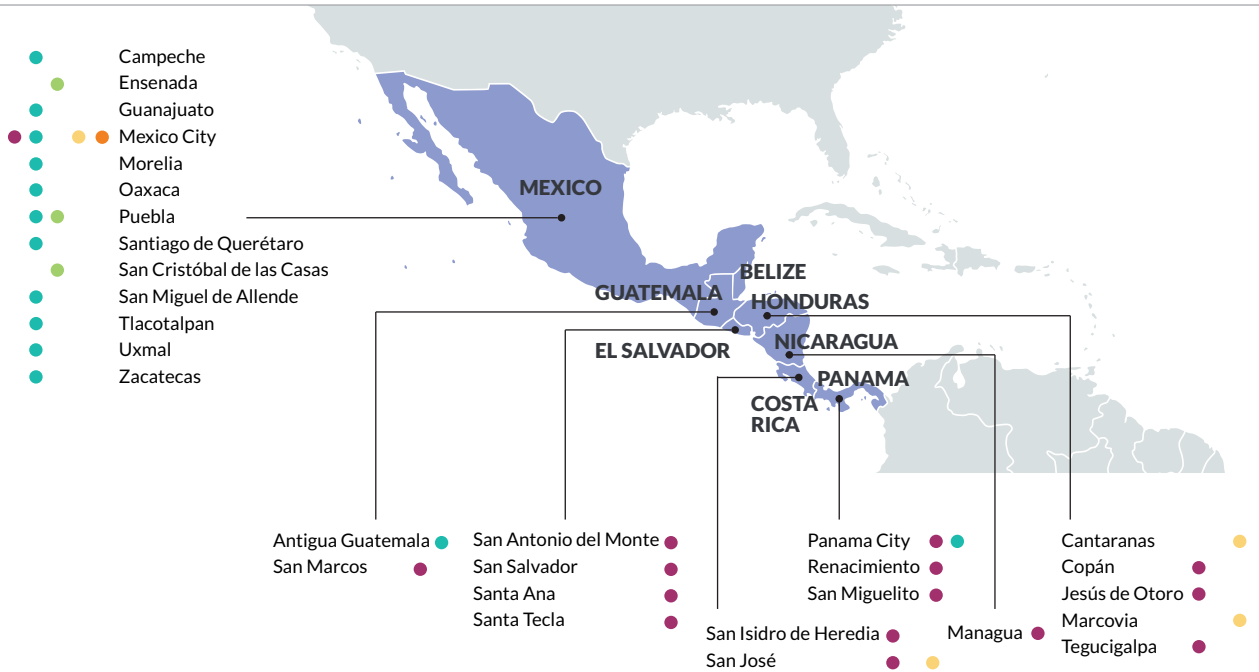 Campeche
Ensenada
Guanajuato
Mexico City
Morelia
Oaxaca
Puebla
Santiago de Querétaro
San Cristóbal de las Casas
San Miguel de Allende
Tlacotalpan
Uxmal
Zacatecas
MEXICO
BELIZE
GUATEMALA
HONDURAS
EL SALVADOR
NICARAGUA
PANAMA
COSTA
RICA
Antigua Guatemala
San Marcos
San Antonio del Monte
San Salvador
Santa Ana
Santa Tecla
San Isidro de Heredia
San José
Panama City
Renacimiento
San Miguelito
Managua
Cantaranas
Copán
Jesús de Otoro
Marcovia
Tegucigalpa